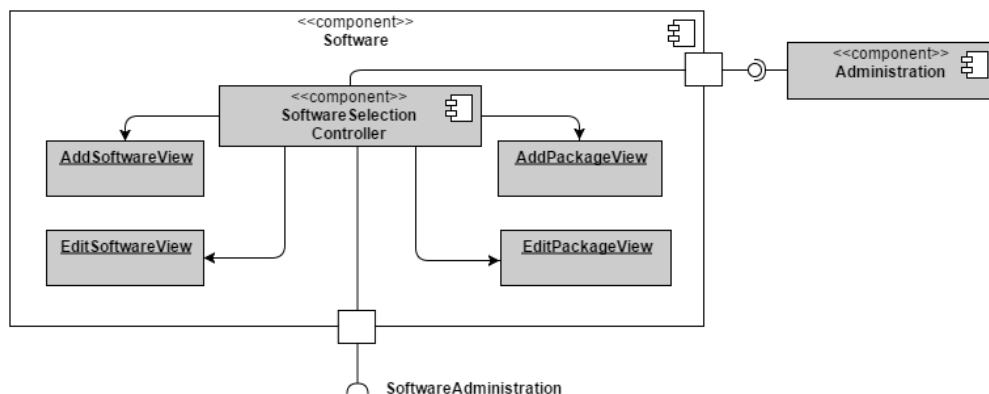 <<component>>
Software
<<component>>
Administration
<<component>>
SoftwareSelection
Controller
AddSoftwareView
AddPackageView
EditSoftwareView
EditPackageView
SoftwareAdministration